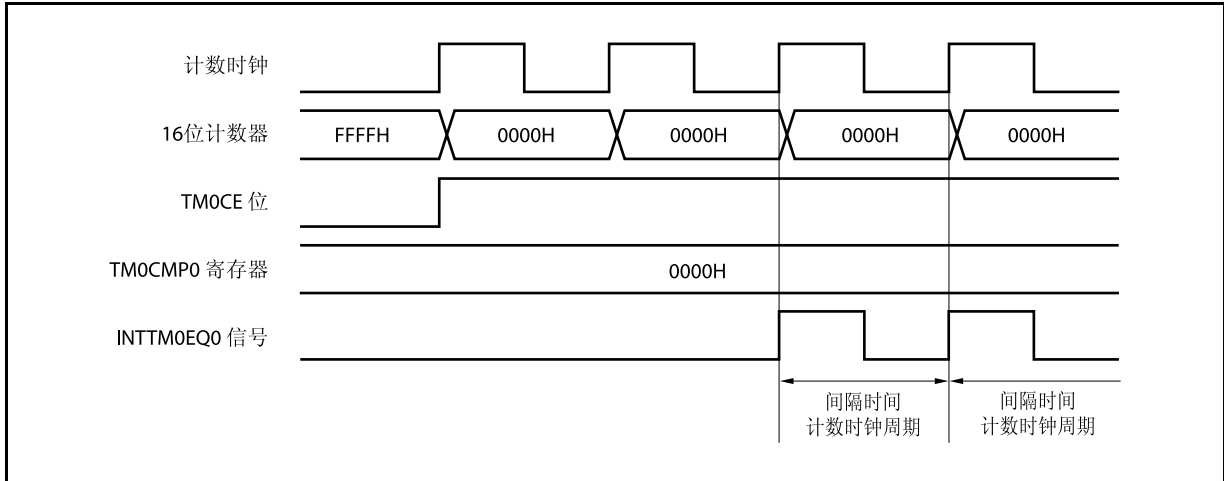 计数时钟
16位计数器
FFFFH 0000H 0000H 0000H 0000H
TM0CE 位
TM0CMP0 寄存器
0000H
INTTM0EQ0 信号
间隔时间 间隔时间
计数时钟周期 计数时钟周期